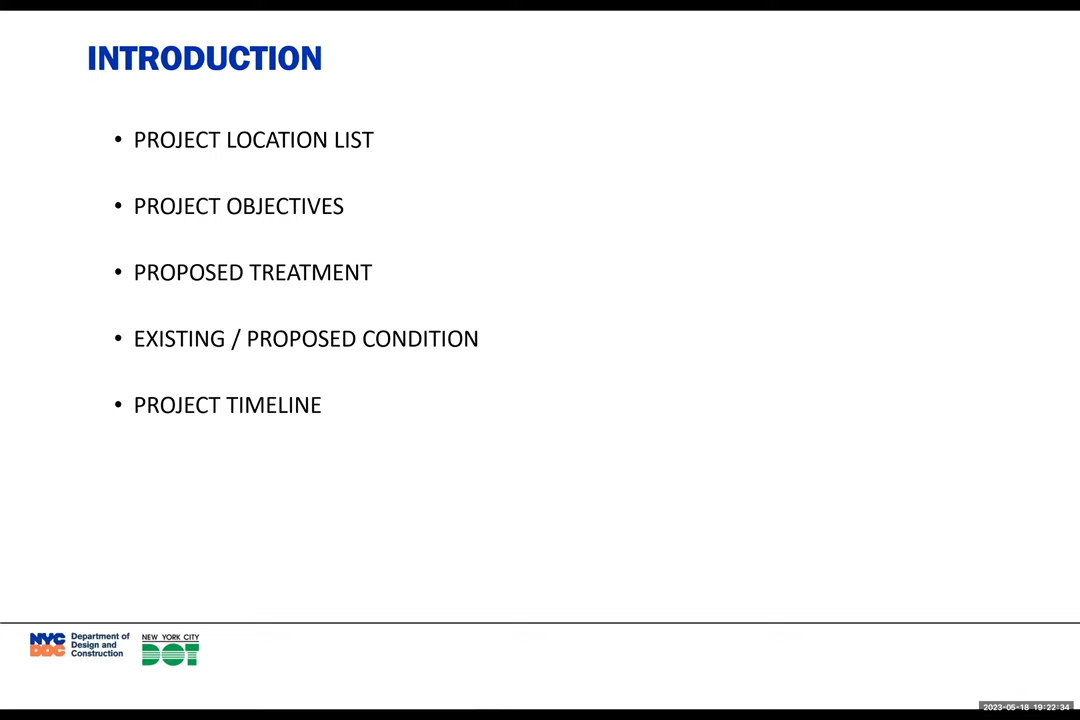 INTRODUCTION
• PROJECT LOCATION LIST
• PROJECT OBJECTIVES
• PROPOSED TREATMENT
• EXISTING / PROPOSED CONDITION
• PROJECT TIMELINE
NYC
DDC
Department of
Design and
Construction
NEW YORK CITY
DOT
2023-05-18 19:22:34